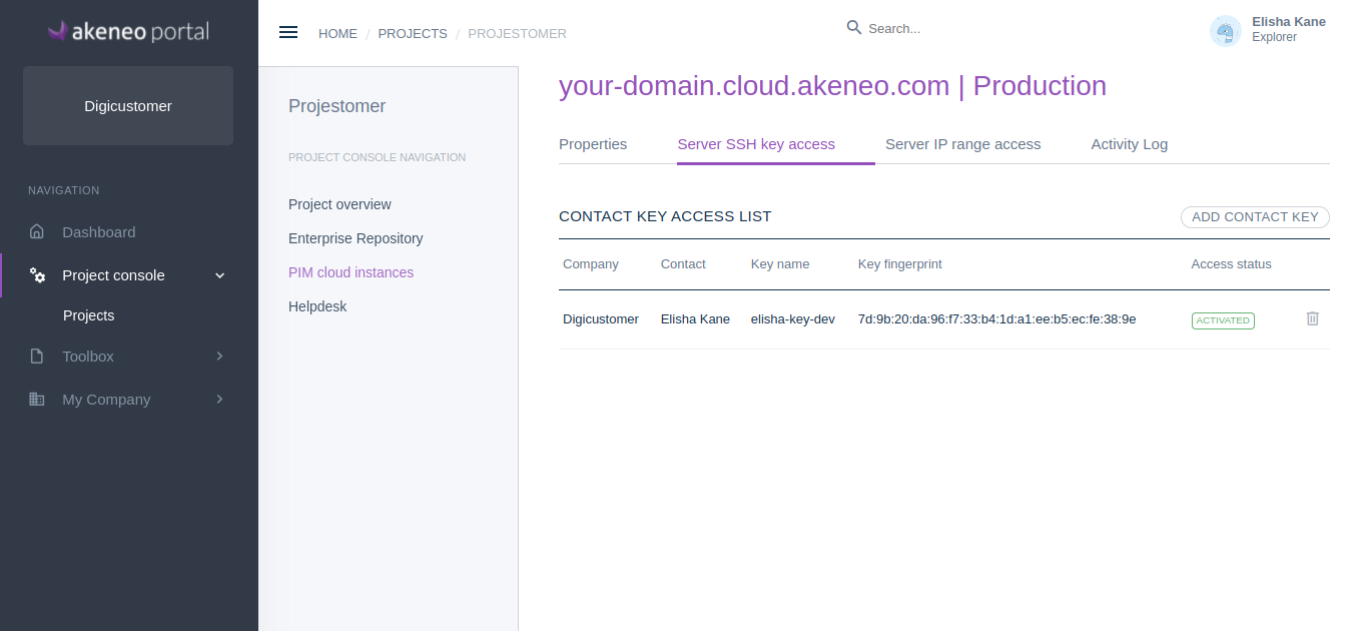 akeneo portal
Digicustomer
NAVIGATION
Dashboard
Project console
Projects
Toolbox
My Company
HOME / PROJECTS / PROJESTOMER
Search...
Elisha Kane
Explorer
Projestomer
PROJECT CONSOLE NAVIGATION
Project overview
Enterprise Repository
PIM cloud instances
Helpdesk
your-domain.cloud.akeneo.com | Production
Properties Server SSH key access Server IP range access Activity Log
CONTACT KEY ACCESS LIST ADD CONTACT KEY
Company Contact Key name Key fingerprint Access status
Digicustomer Elisha Kane elisha-key-dev 7d:9b:20:da:96:f7:33:b4:1d:a1:ee:b5:ec:fe:38:9e ACTIVATED